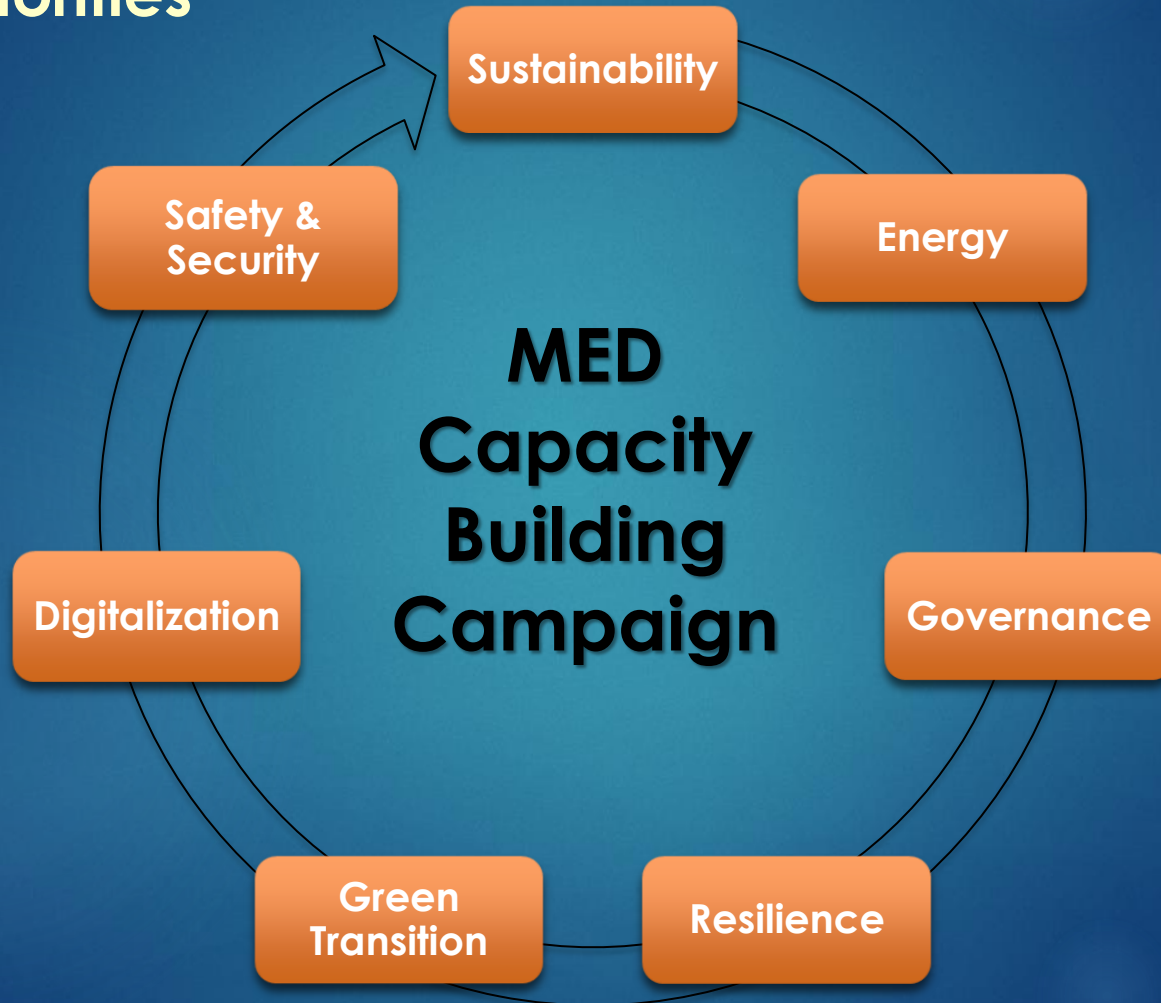 Sustainability
Energy
Governance
Resilience
Green
Transition
Digitalization
Safety &
Security
MED
Capacity
Building
Campaign